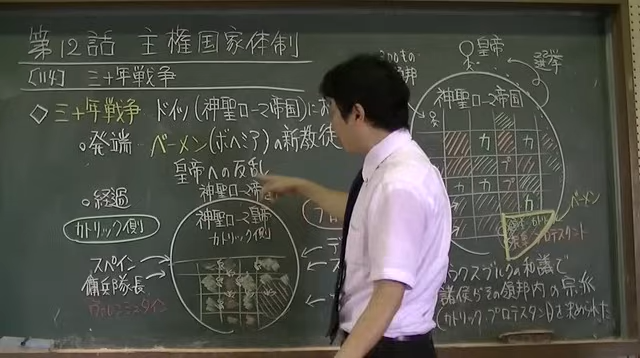 第12話 主権国家体制
三十年戦争
◇三十年戦争 ドイツ(神聖ローマ帝国)に
○発端 ベーメン(ボヘミア)の新教徒
皇帝への反乱
○経過
カトリック側
神聖ローマ帝
神聖ローマ皇帝
カトリック側
スペイン
傭兵隊長
ヴァレンシュタイン
皇帝
選挙
神聖ローマ帝国
カ
カ
プ
カ
カ
プ
ベーメン
プロテスタント
クスブルクの和議で
諸侯がその領邦内の宗派
(カトリック、プロテスタント)を決められた